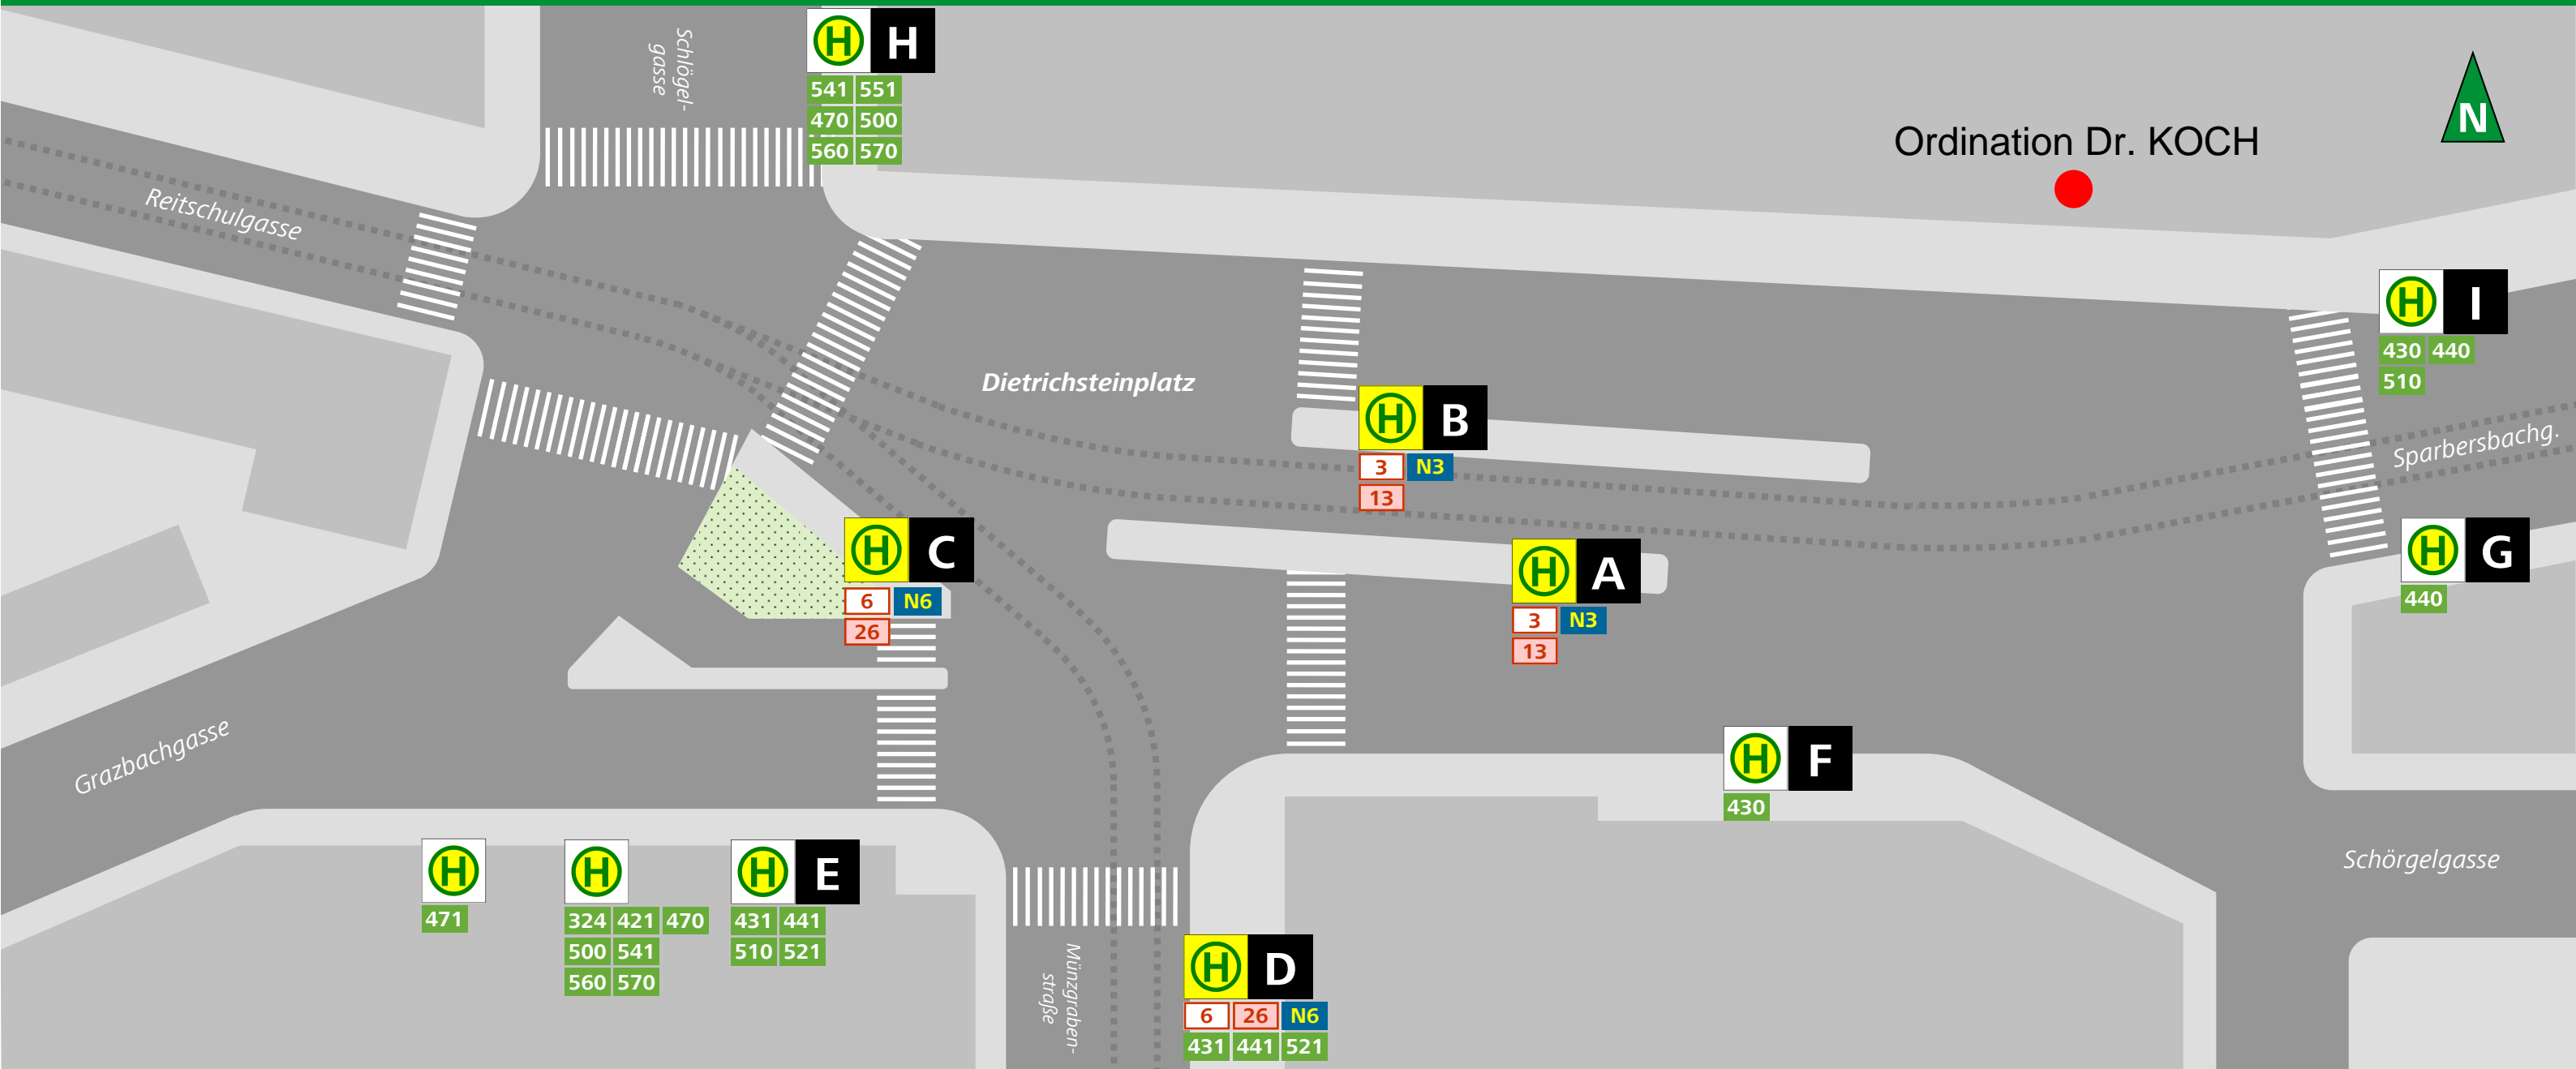 Schlögel-
gasse
H H
541 551
470 500
560 570
Ordination Dr. KOCH
N
Reitschulgasse
Dietrichsteinplatz
H I
430 440
510
H B
3 N3
13
Sparbersbachg.
H C
6 N6
26
H A
3 N3
13
H G
440
Grazbachgasse
H F
430
Schörgelgasse
H
471
H
324 421 470
500 541
560 570
H E
431 441
510 521
Münzgraben-
straße
H D
6 26 N6
431 441 521